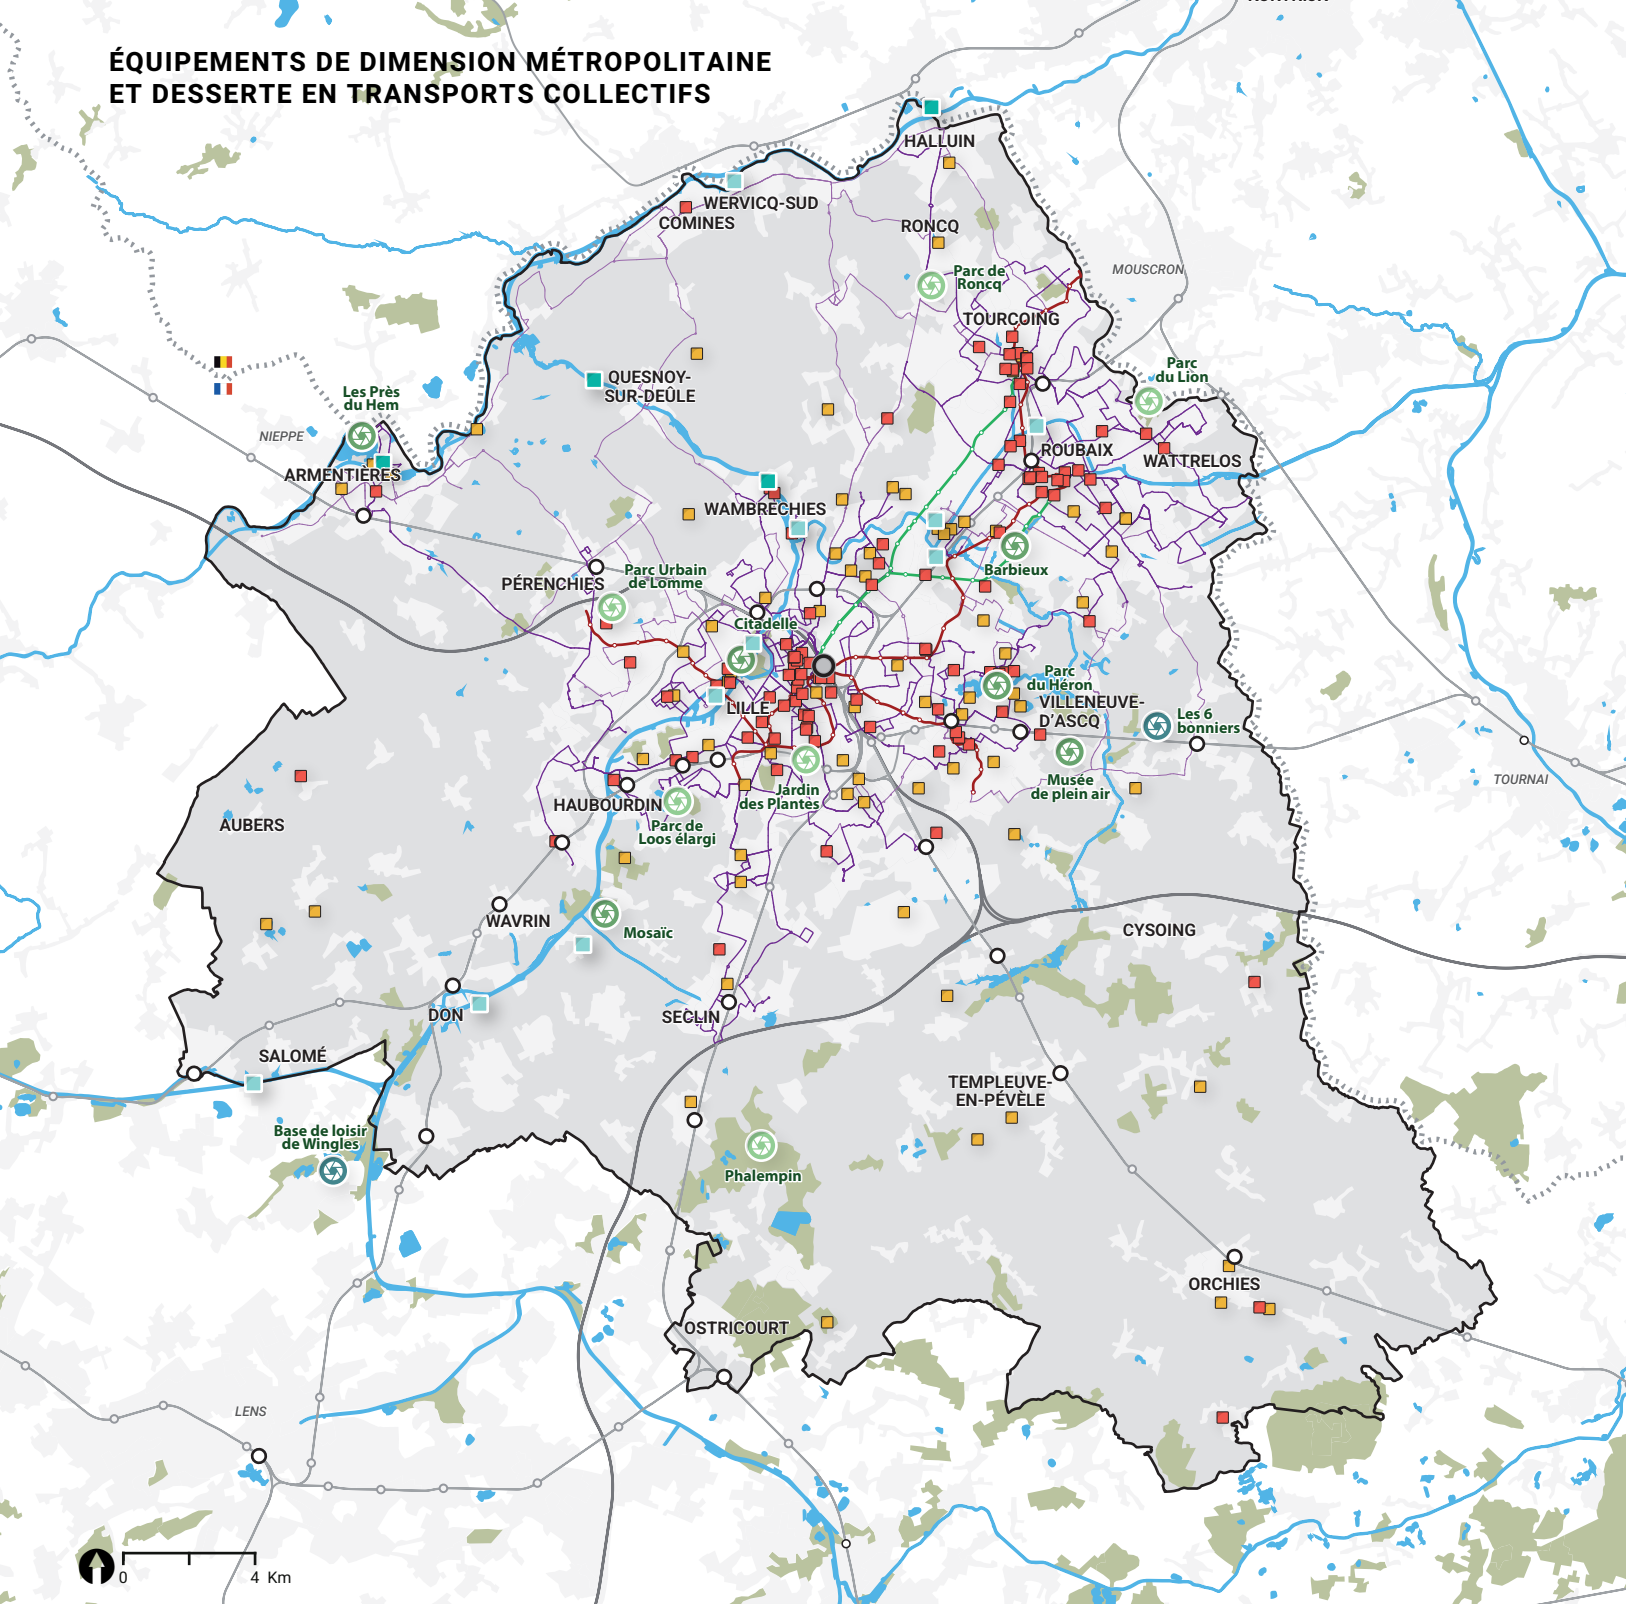 ÉQUIPEMENTS DE DIMENSION MÉTROPOLITAINE
ET DESSERTE EN TRANSPORTS COLLECTIFS
HALLUIN
WERVICQ-SUD
COMINES
RONCQ
Parc de
Roncq
MOUSCRON
TOURCOING
Parc
du Lion
QUESNOY-
SUR-DEÛLE
Les Près
du Hem
NIEPPE
ARMENTIÈRES
ROUBAIX
WATTRELOS
WAMBRECHIES
Barbieux
PÉRENCHIES
Parc Urbain
de Lomme
Citadelle
Parc
du Héron
LILLE
VILLENEUVE-
D'ASCQ
Les 6
bonniers
Musée
de plein air
TOURNAI
HAUBOURDIN
Jardin
des Plantes
Parc de
Loos élargi
AUBERS
WAVRIN
Mosaïc
CYSOING
DON
SECLIN
SALOMÉ
TEMPLEUVE-
EN-PÉVÈLE
Base de loisir
de Wingles
Phalempin
ORCHIES
OSTRICOURT
LENS
0 4 Km